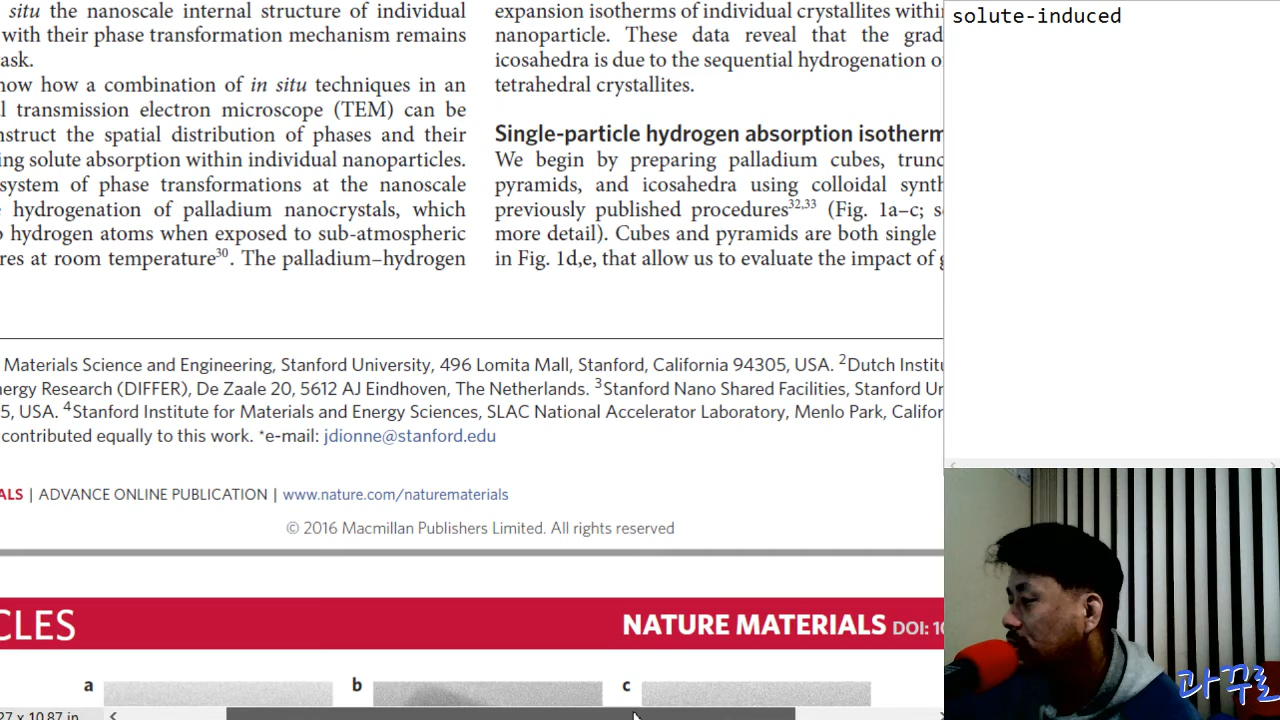 situ the nanoscale internal structure of individual
with their phase transformation mechanism remains
ask.
now how a combination of in situ techniques in an
l transmission electron microscope (TEM) can be
nstruct the spatial distribution of phases and their
ing solute absorption within individual nanoparticles.
system of phase transformations at the nanoscale
hydrogenation of palladium nanocrystals, which
o hydrogen atoms when exposed to sub-atmospheric
res at room temperature30. The palladium–hydrogen
expansion isotherms of individual crystallites within
nanoparticle. These data reveal that the grad
icosahedra is due to the sequential hydrogenation o
tetrahedral crystallites.
Single-particle hydrogen absorption isotherm
We begin by preparing palladium cubes, trunc
pyramids, and icosahedra using colloidal synth
previously published procedures32,33 (Fig. 1a–c; s
more detail). Cubes and pyramids are both single
in Fig. 1d,e, that allow us to evaluate the impact of g
Materials Science and Engineering, Stanford University, 496 Lomita Mall, Stanford, California 94305, USA. 2Dutch Institu
nergy Research (DIFFER), De Zaale 20, 5612 AJ Eindhoven, The Netherlands. 3Stanford Nano Shared Facilities, Stanford Un
5, USA. 4Stanford Institute for Materials and Energy Sciences, SLAC National Accelerator Laboratory, Menlo Park, Califor
contributed equally to this work. *e-mail: jdionne@stanford.edu
ALS | ADVANCE ONLINE PUBLICATION | www.nature.com/naturematerials
© 2016 Macmillan Publishers Limited. All rights reserved
CLES
NATURE MATERIALS DOI: 10
a b c
27 x 10.87 in
solute-induced
과꾸로